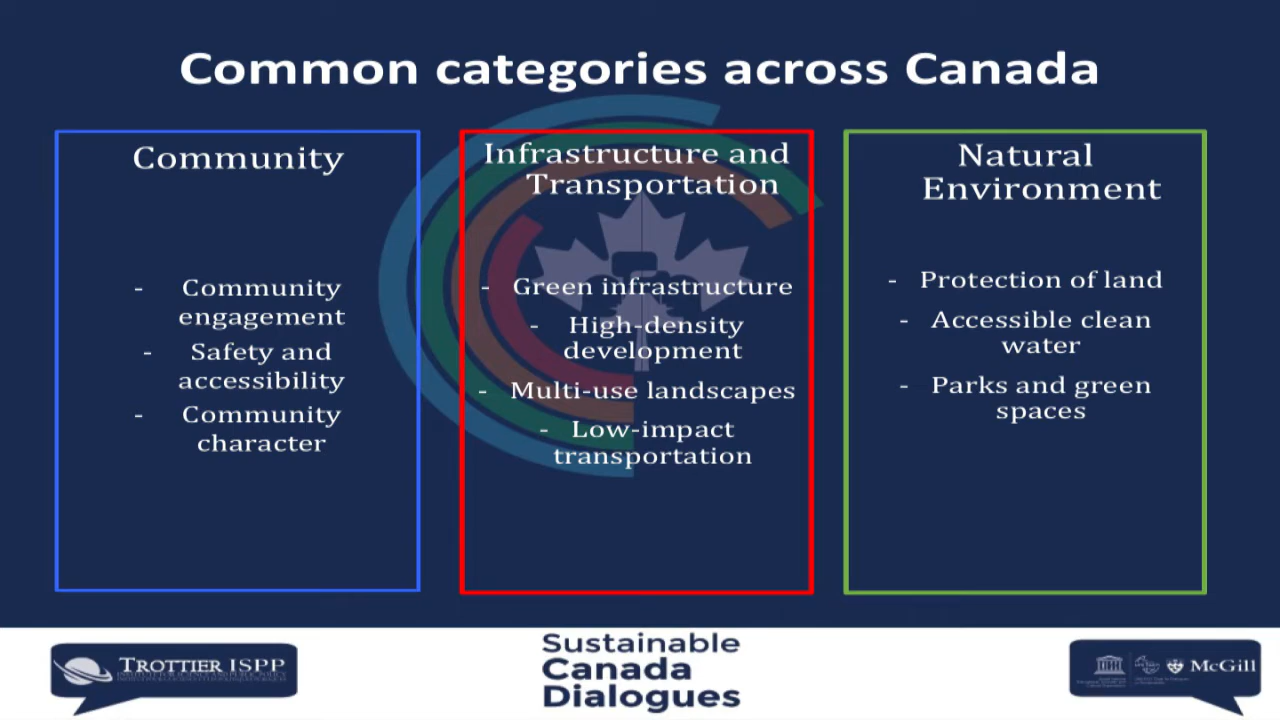 Common categories across Canada
Community
- Community
engagement
- Safety and
accessibility
- Community
character
Infrastructure and
Transportation
- Green infrastructure
- High-density
development
- Multi-use landscapes
- Low-impact
transportation
Natural
Environment
- Protection of land
- Accessible clean
water
- Parks and green
spaces
TROTTIER ISPP
Sustainable
Canada
Dialogues
McGill